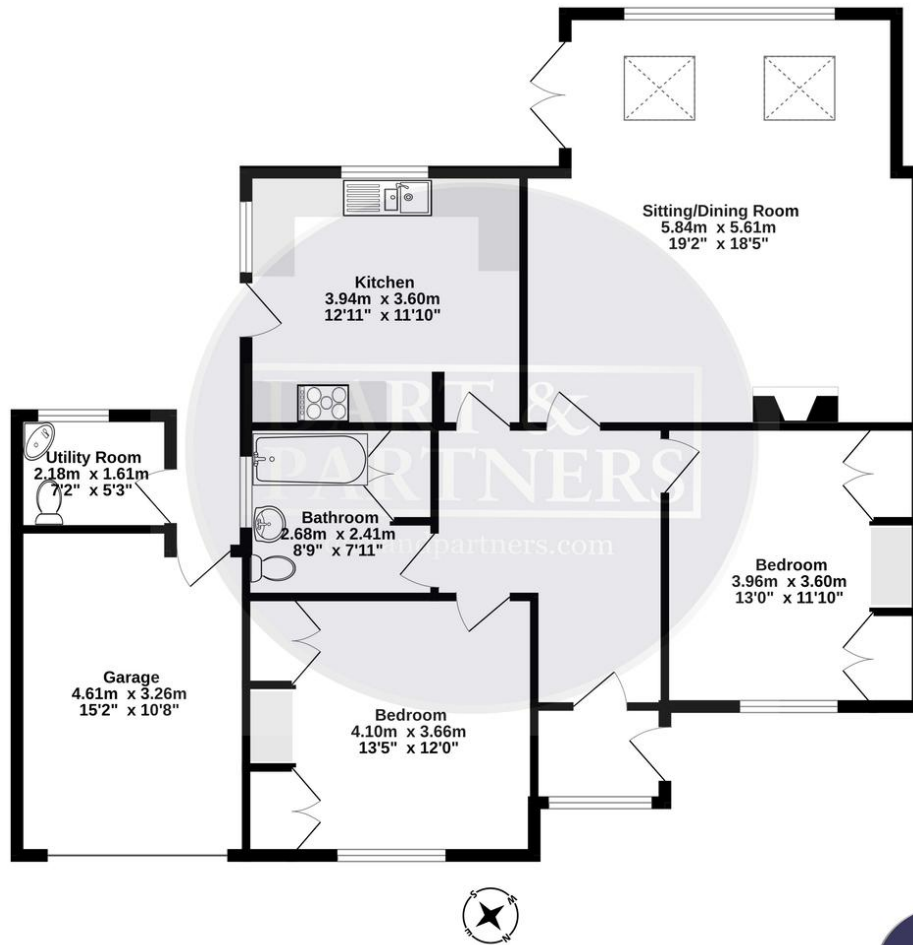 Sitting/Dining Room
5.84m x 5.61m
19'2" x 18'5"
Kitchen
3.94m x 3.60m
12'11" x 11'10"
DART &
PARTNERS
Utility Room
2.18m x 1.61m
7'2" x 5'3"
Bathroom
2.68m x 2.41m
8'9" x 7'11"
Bedroom
3.96m x 3.60m
13'0" x 11'10"
Garage
4.61m x 3.26m
15'2" x 10'8"
Bedroom
4.10m x 3.66m
13'5" x 12'0"
S
W
E
N